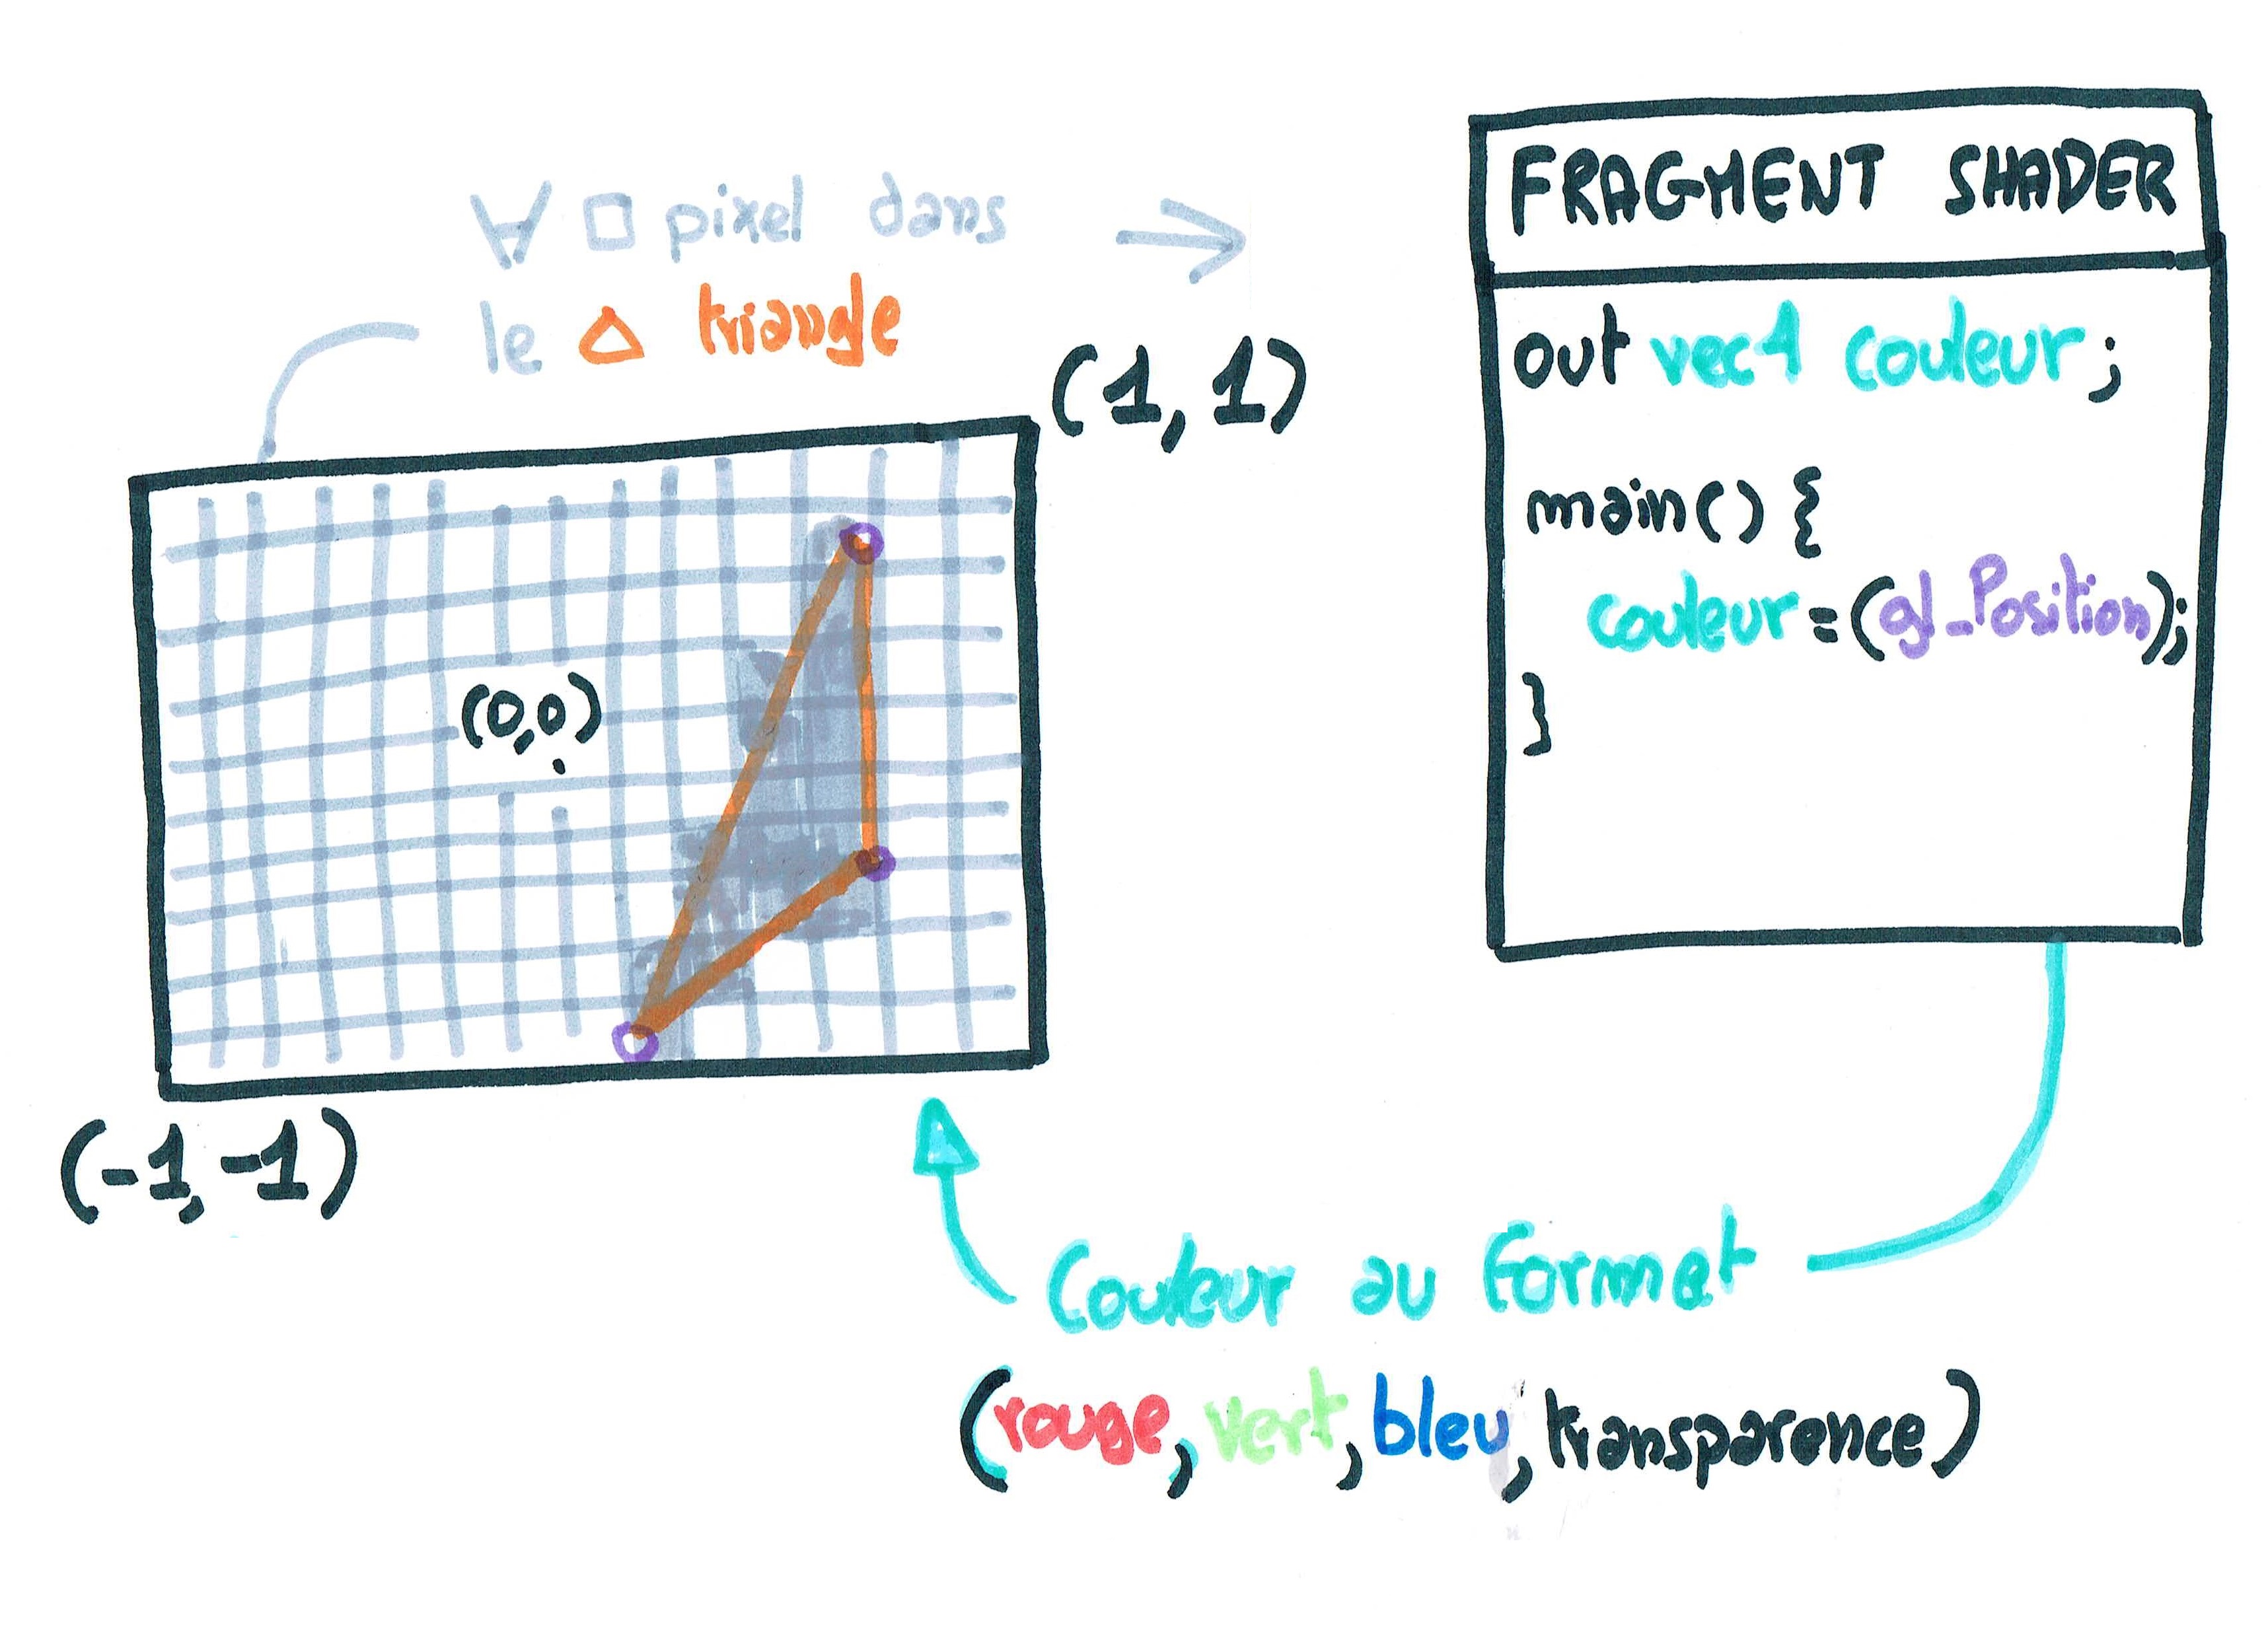 ∀ □ pixel dans →
le △ triangle
(1, 1)
(0,0)
(-1,-1)
FRAGMENT SHADER
out vec4 couleur;
main() {
couleur=(gl_Position);
}
Couleur au format
(rouge, vert, bleu, transparence)